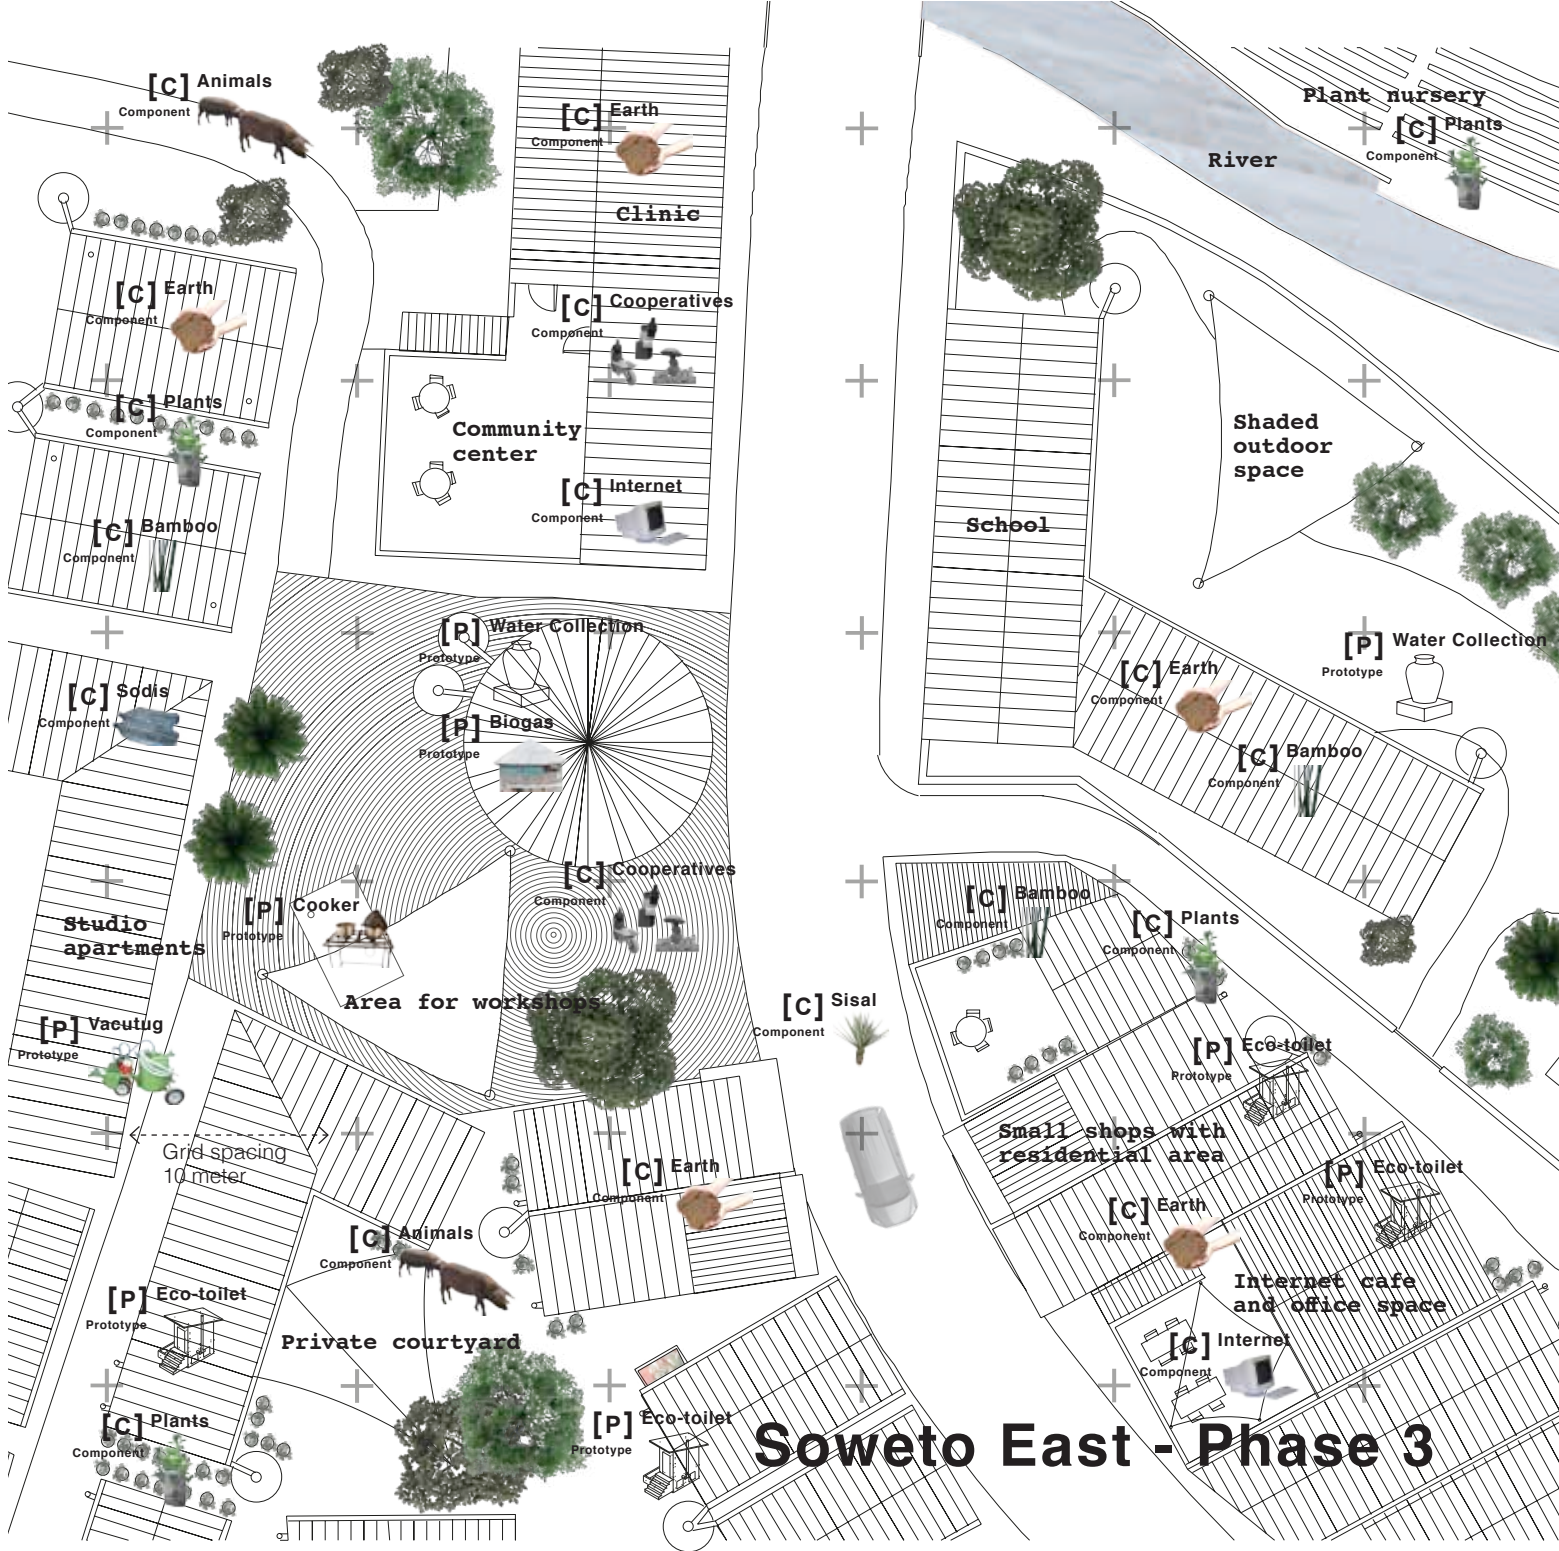 [C] Animals
Component
[C] Earth
Component
Clinic
Plant nursery
[C] Plants
Component
River
[C] Earth
Component
[C] Cooperatives
Component
[C] Plants
Component
Community
center
Shaded
outdoor
space
[C] Internet
Component
[C] Bamboo
Component
School
[P] Water Collection
Prototype
[P] Water Collection
Prototype
[C] Earth
Component
[C] Sodis
Component
[P] Biogas
Prototype
[C] Bamboo
Component
[C] Cooperatives
Component
[P] Cooker
Prototype
[C] Bamboo
Component
[C] Plants
Component
Studio
apartments
Area for workshops
[C] Sisal
Component
[P] Vacutug
Prototype
[P] Eco-toilet
Prototype
Small shops with
residential area
Grid spacing
10 meter
[C] Earth
Component
[P] Eco-toilet
Prototype
[C] Earth
Component
[C] Animals
Component
Internet cafe
and office space
[P] Eco-toilet
Prototype
Private courtyard
[C] Internet
Component
[C] Plants
Component
[P] Eco-toilet
Prototype
Soweto East - Phase 3